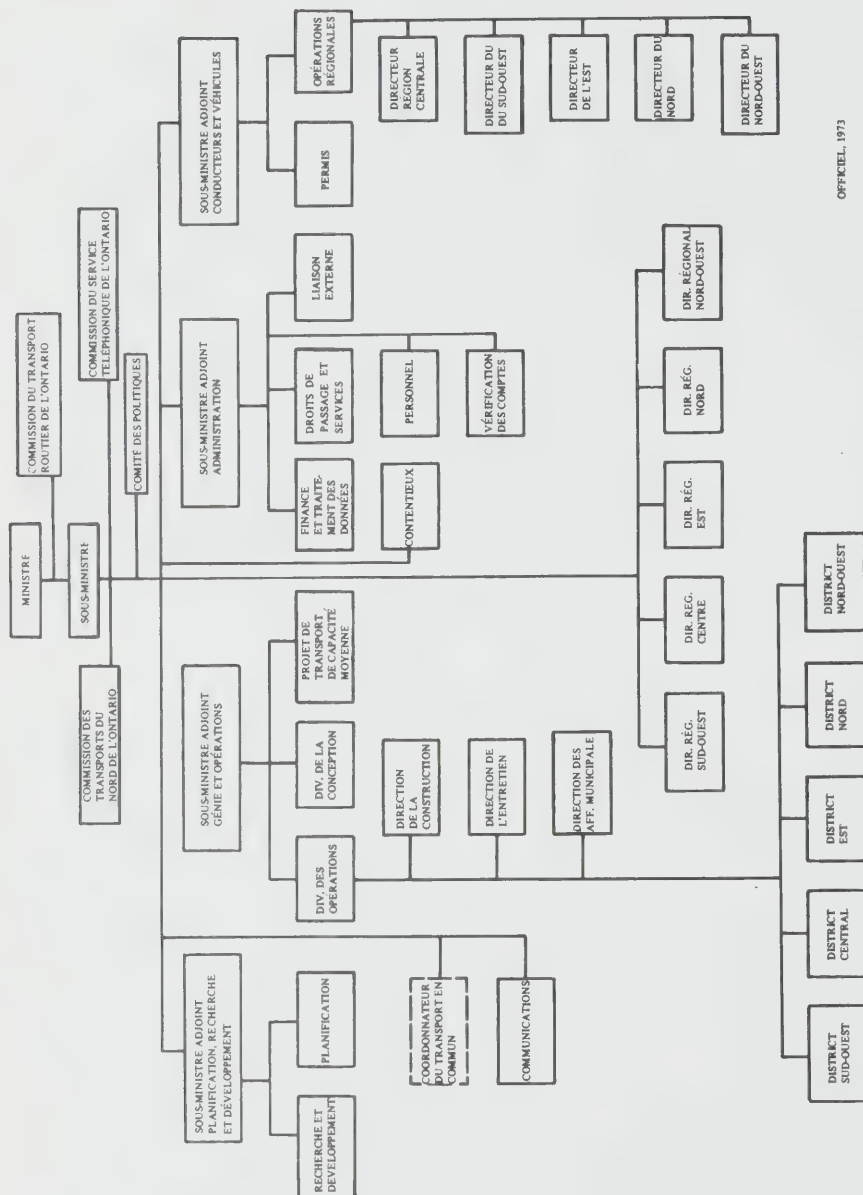 MINISTRE
COMMISSION DU TRANSPORT
ROUTIER DE L'ONTARIO
SOUS-MINISTRE
COMMISSION DES
TRANSPORTS DU
NORD DE L'ONTARIO
COMMISSION DU SERVICE
TELÉPHONIQUE DE L'ONTARIO
COMITÉ DES POLITIQUES
SOUS-MINISTRE ADJOINT
PLANIFICATION, RECHERCHE
ET DÉVELOPPEMENT
SOUS-MINISTRE ADJOINT
GÉNIE ET OPÉRATIONS
SOUS-MINISTRE ADJOINT
ADMINISTRATION
SOUS-MINISTRE ADJOINT
CONDUCTEURS ET VÉHICULES
RECHERCHE ET
DÉVELOPPEMENT
PLANIFICATION
DIV. DES
OPERATIONS
DIV. DE LA
CONCEPTION
PROJET DE
TRANSPORT
DE CAPACITÉ
MOYENNE
FINANCE
ET TRAITE-
MENT DES
DONNÉES
DROITS DE
PASSAGE ET
SERVICES
LIAISON
EXTERNE
PERMIS
OPÉRATIONS
RÉGIONALES
COORDONNATEUR
DU TRANSPORT EN
COMMUN
DIRECTION
DE LA
CONSTRUCTION
CONTENTIEUX
PERSONNEL
DIRECTEUR
RÉGION
CENTRALE
COMMUNICATIONS
DIRECTION DE
L'ENTRETIEN
VÉRIFICATION
DES COMPTES
DIRECTEUR DU
DU SUD-OUEST
DIRECTION DES
AFF. MUNICIPALE
DIRECTEUR
DE L'EST
DIRECTEUR DU
NORD
DIRECTEUR DU
NORD-OUEST
DIR. RÉG.
SUD-OUEST
DIR. REG.
CENTRE
DIR. RÉG.
EST
DIR. RÉG.
NORD
DIR. RÉGIONAL
NORD-OUEST
DISTRICT
SUD-OUEST
DISTRICT
CENTRAL
DISTRICT
EST
DISTRICT
NORD
DISTRICT
NORD-OUEST
OFFICIEL, 1973